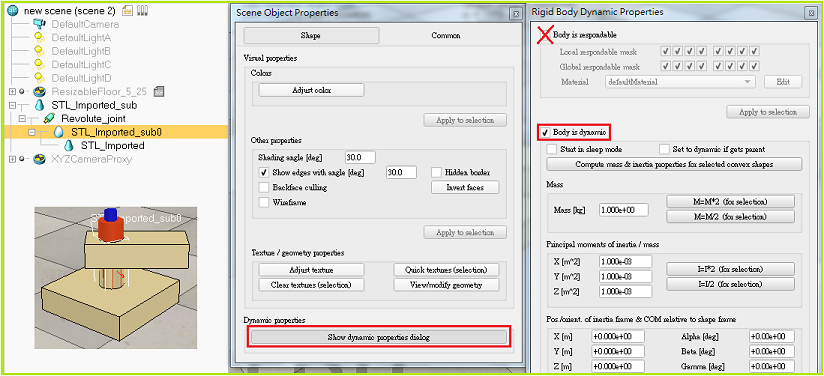 new scene (scene 2)
DefaultCamera
DefaultLightA
DefaultLightB
DefaultLightC
DefaultLightD
ResizableFloor_5_25
STL_Imported_sub
Revolute_joint
STL_Imported_sub0
STL_Imported
XYZCameraProxy
STL_Imported_sub0
Scene Object Properties
Shape Common
Visual properties
Colors
Adjust color
Apply to selection
Other properties
Shading angle [deg] 30.0
Show edges with angle [deg] 30.0 Hidden border
Backface culling Invert faces
Wireframe
Apply to selection
Texture / geometry properties
Adjust texture Quick textures (selection)
Clear textures (selection) View/modify geometry
Dynamic properties
Show dynamic properties dialog
Rigid Body Dynamic Properties
Body is respondable
Local respondable mask
Global respondable mask
Material defaultMaterial Edit
Apply to selection
Body is dynamic
Start in sleep mode Set to dynamic if gets parent
Compute mass & inertia properties for selected convex shapes
Mass
Mass [kg] 1.000e+00 M=M*2 (for selection)
M=M/2 (for selection)
Principal moments of inertia / mass
X [m^2] 1.000e-03
Y [m^2] 1.000e-03 I=I*2 (for selection)
Z [m^2] 1.000e-03 I=I/2 (for selection)
Pos./orient. of inertia frame & COM relative to shape frame
X [m] +0.000e+00 Alpha [deg] +0.00e+00
Y [m] +0.000e+00 Beta [deg] +0.00e+00
Z [m] +0.000e+00 Gamma [deg] +0.00e+00